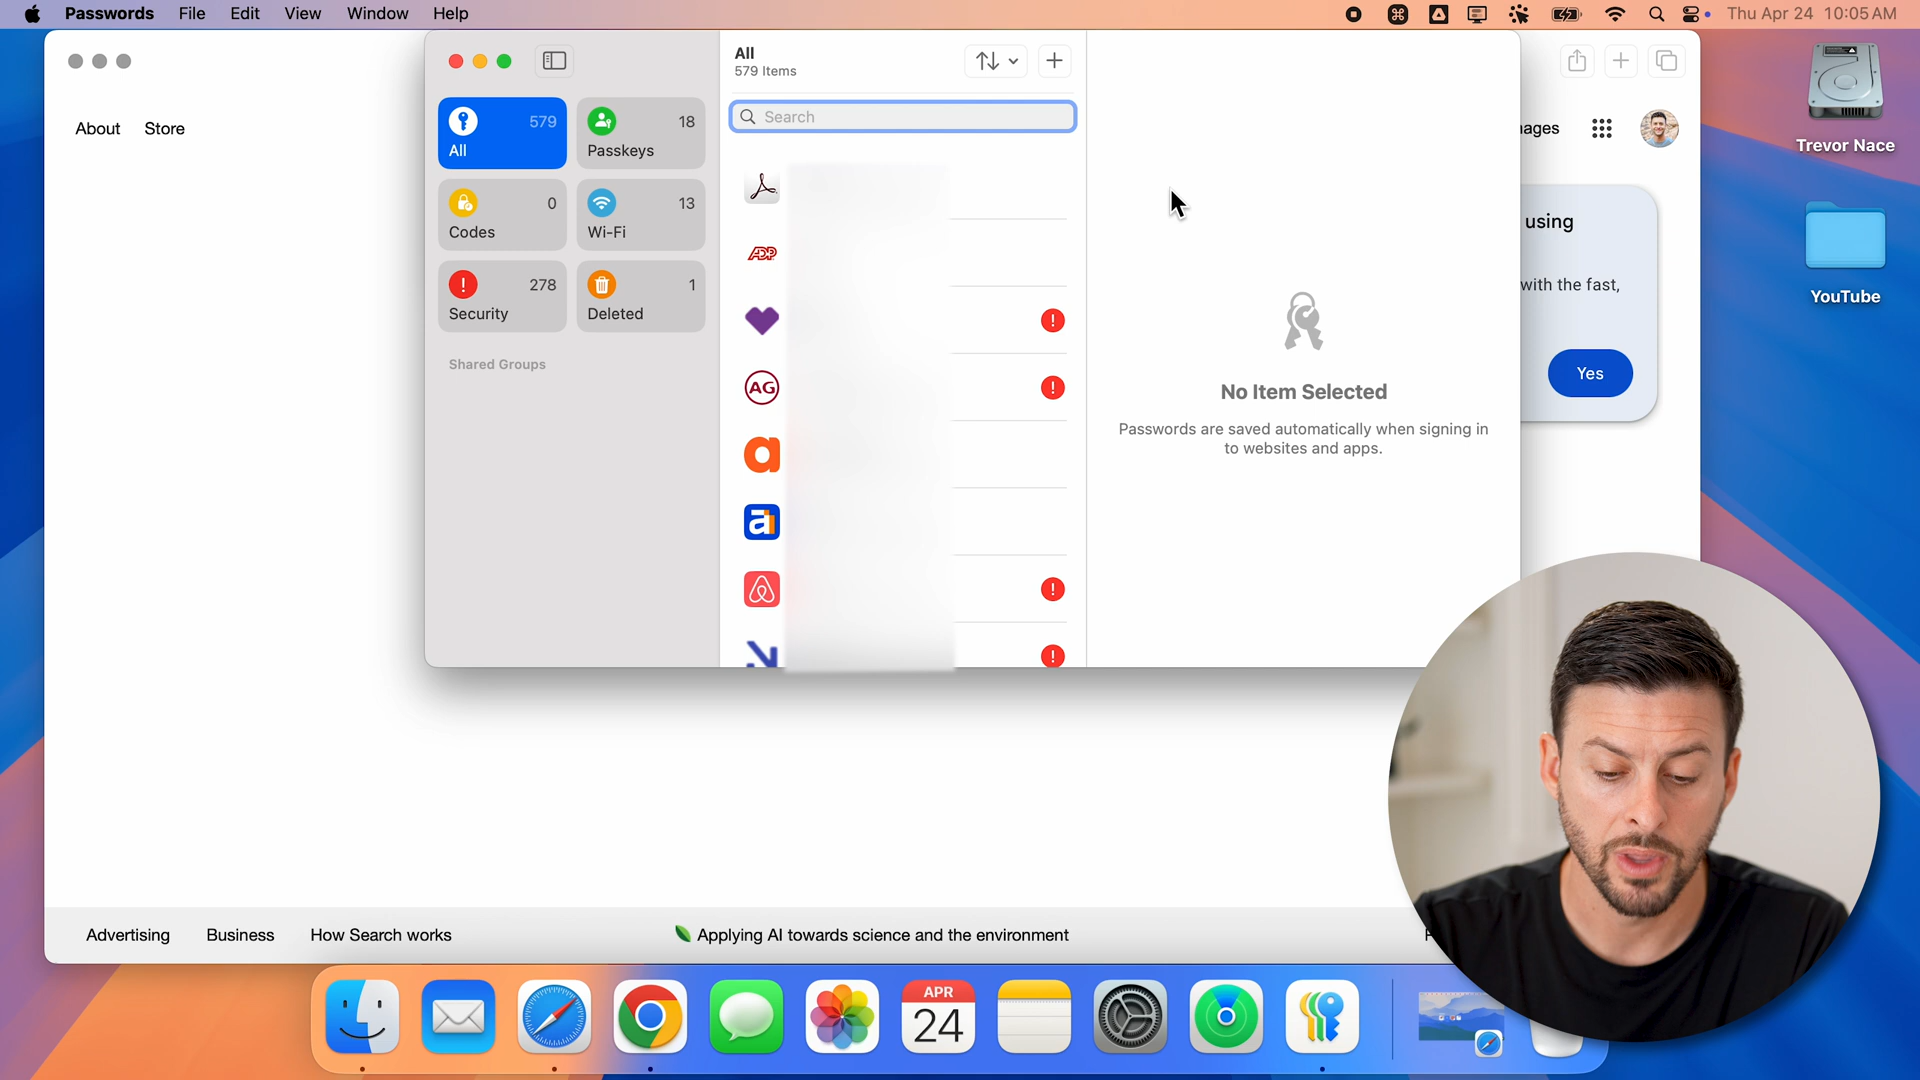 Passwords File Edit View Window Help
Thu Apr 24 10:05 AM
All
579 Items
Search
579
All
18
Passkeys
0
Codes
13
Wi-Fi
278
Security
1
Deleted
Shared Groups
ADP
AG
a
a
No Item Selected
Passwords are saved automatically when signing in
to websites and apps.
About Store
using
with the fast,
Yes
Trevor Nace
YouTube
Advertising Business How Search works
Applying AI towards science and the environment
APR
24